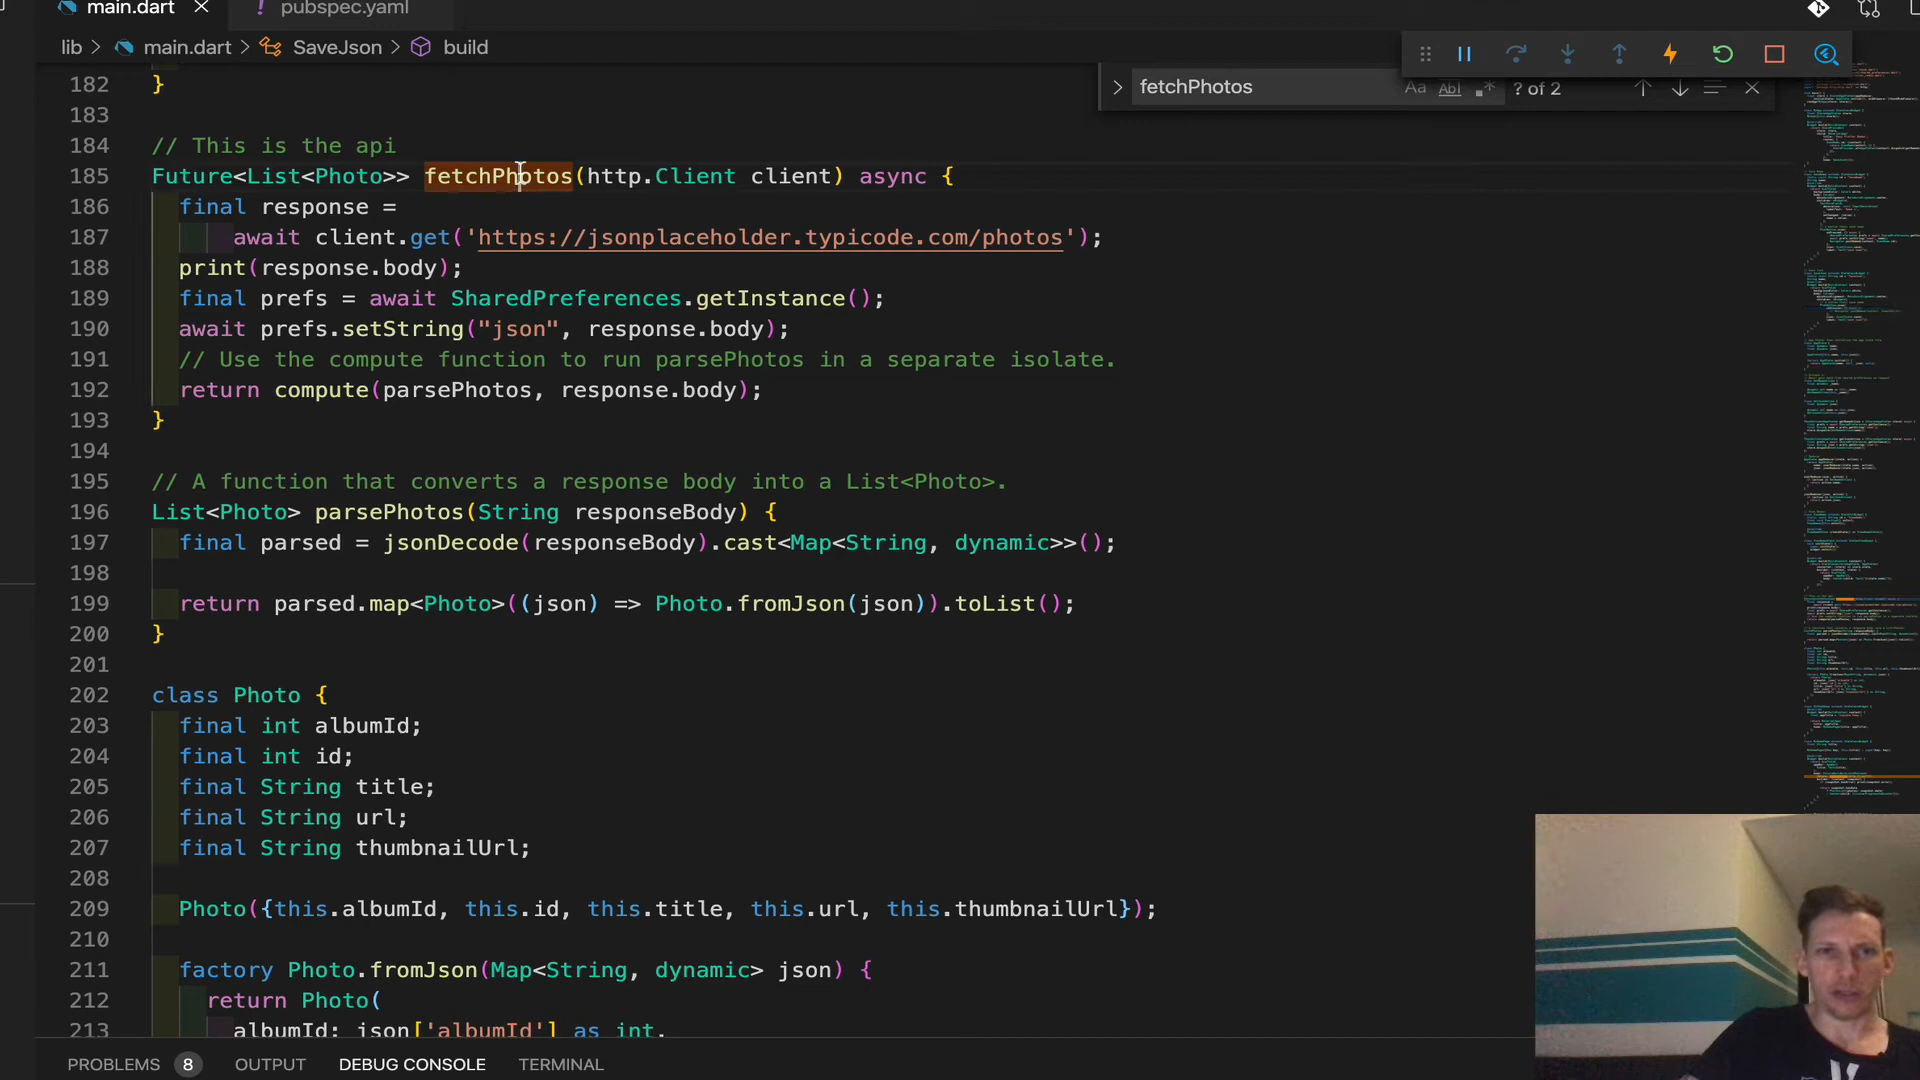 main.dart
! pubspec.yaml
lib > main.dart > SaveJson > build
fetchPhotos Aa Abl .* ? of 2
182 }
183
184 // This is the api
185 Future<List<Photo>> fetchPhotos(http.Client client) async {
186 final response =
187 await client.get('https://jsonplaceholder.typicode.com/photos');
188 print(response.body);
189 final prefs = await SharedPreferences.getInstance();
190 await prefs.setString("json", response.body);
191 // Use the compute function to run parsePhotos in a separate isolate.
192 return compute(parsePhotos, response.body);
193 }
194
195 // A function that converts a response body into a List<Photo>.
196 List<Photo> parsePhotos(String responseBody) {
197 final parsed = jsonDecode(responseBody).cast<Map<String, dynamic>>();
198
199 return parsed.map<Photo>((json) => Photo.fromJson(json)).toList();
200 }
201
202 class Photo {
203 final int albumId;
204 final int id;
205 final String title;
206 final String url;
207 final String thumbnailUrl;
208
209 Photo({this.albumId, this.id, this.title, this.url, this.thumbnailUrl});
210
211 factory Photo.fromJson(Map<String, dynamic> json) {
212 return Photo(
213 albumId: json['albumId'] as int,
PROBLEMS 8 OUTPUT DEBUG CONSOLE TERMINAL